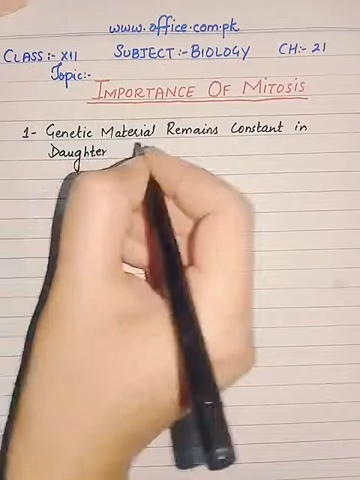 www.office.com.pk
CLASS:- XII SUBJECT:- BIOLOGY CH:- 21
Topic:-
IMPORTANCE OF MITOSIS
1- Genetic Material Remains Constant in
Daughter